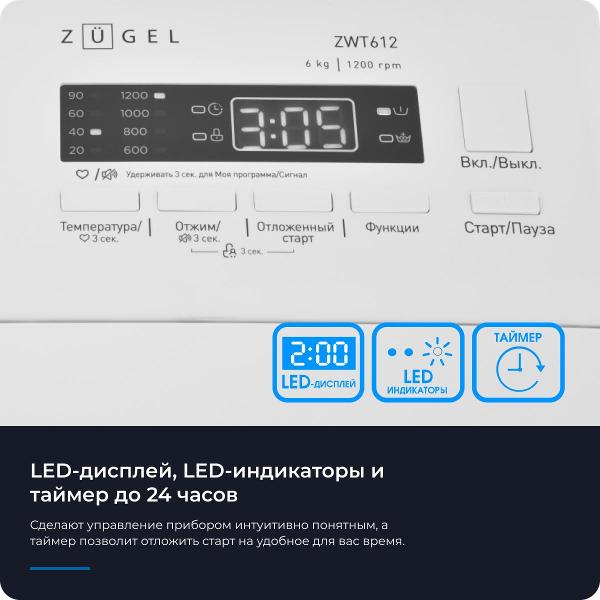 ZÜGEL
ZWT612
6 kg | 1200 rpm
90 1200
60 1000
40 800
20 600
3:05
/ Удерживать 3 сек. для Моя программа/Сигнал
Вкл./Выкл.
Температура/
3 сек.
Отжим/
3 сек.
Отложенный
старт
Функции
Старт/Пауза
3 сек.
2:00
LED-ДИСПЛЕЙ
LED
ИНДИКАТОРЫ
ТАЙМЕР
LED-дисплей, LED-индикаторы и
таймер до 24 часов
Сделают управление прибором интуитивно понятным, а
таймер позволит отложить старт на удобное для вас время.